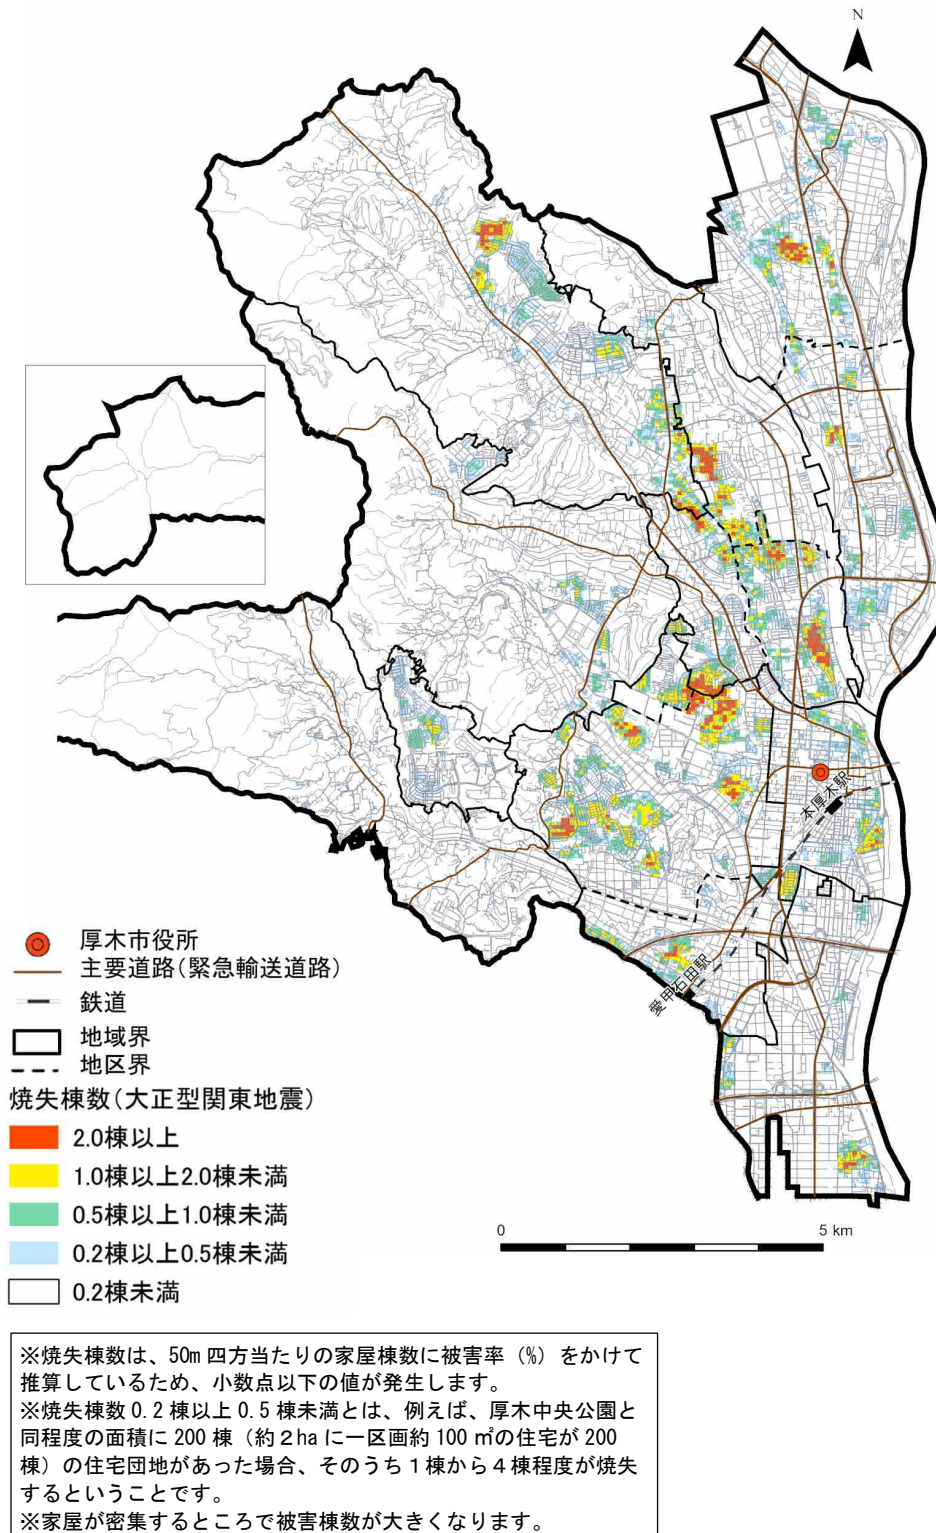 N
本厚木駅
愛甲石田駅
厚木市役所
主要道路(緊急輸送道路)
鉄道
地域界
地区界
焼失棟数(大正型関東地震)
2.0棟以上
1.0棟以上2.0棟未満
0.5棟以上1.0棟未満
0.2棟以上0.5棟未満
0.2棟未満
0 5 km
※焼失棟数は、50m 四方当たりの家屋棟数に被害率（%）をかけて
推算しているため、小数点以下の値が発生します。
※焼失棟数 0.2 棟以上 0.5 棟未満とは、例えば、厚木中央公園と
同程度の面積に 200 棟（約２ha に一区画約 100 ㎡の住宅が 200
棟）の住宅団地があった場合、そのうち１棟から４棟程度が焼失
するということです。
※家屋が密集するところで被害棟数が大きくなります。